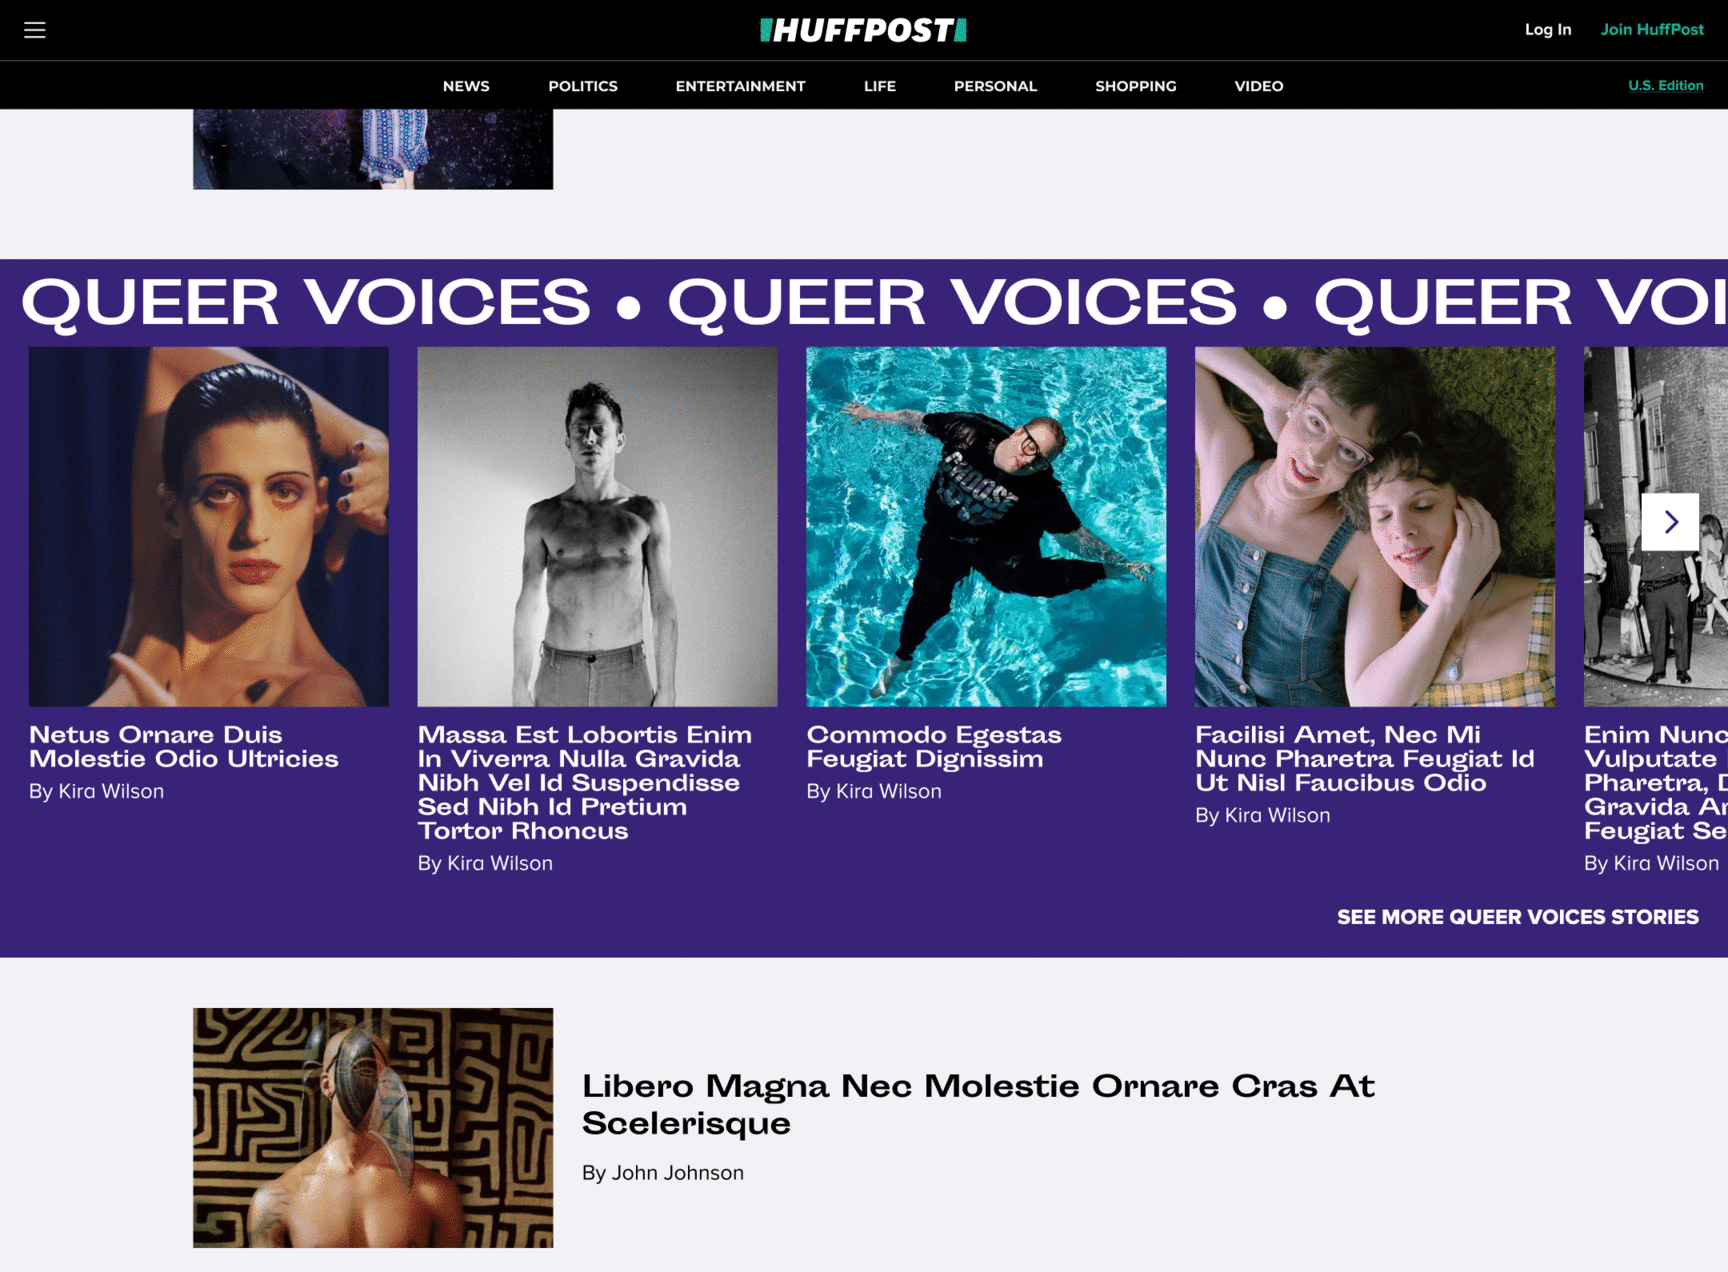 HUFFPOST
Log In
Join HuffPost
NEWS
POLITICS
ENTERTAINMENT
LIFE
PERSONAL
SHOPPING
VIDEO
U.S. Edition
QUEER VOICES • QUEER VOICES • QUEER VOI
Netus Ornare Duis
Molestie Odio Ultricies
By Kira Wilson
Massa Est Lobortis Enim
In Viverra Nulla Gravida
Nibh Vel Id Suspendisse
Sed Nibh Id Pretium
Tortor Rhoncus
By Kira Wilson
Commodo Egestas
Feugiat Dignissim
By Kira Wilson
Facilisi Amet, Nec Mi
Nunc Pharetra Feugiat Id
Ut Nisl Faucibus Odio
By Kira Wilson
Enim Nunc
Vulputate
Pharetra,
Gravida
Feugiat Se
By Kira Wilson
SEE MORE QUEER VOICES STORIES
Libero Magna Nec Molestie Ornare Cras At
Scelerisque
By John Johnson